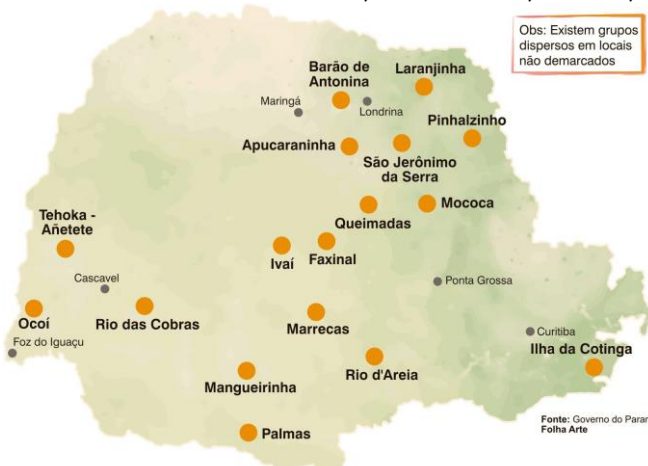 Obs: Existem grupos
dispersos em locais
não demarcados
Barão de
Antonina
Laranjinha
Maringá
Londrina
Pinhalzinho
Apucaraninha
São Jerônimo
da Serra
Mococa
Queimadas
Tehoka -
Añetete
Ivaí
Faxinal
Cascavel
Ponta Grossa
Ocoí
Rio das Cobras
Marrecas
Foz do Iguaçu
Curitiba
Ilha da Cotinga
Rio d'Areia
Mangueirinha
Palmas
Fonte: Governo do Paran
Folha Arte